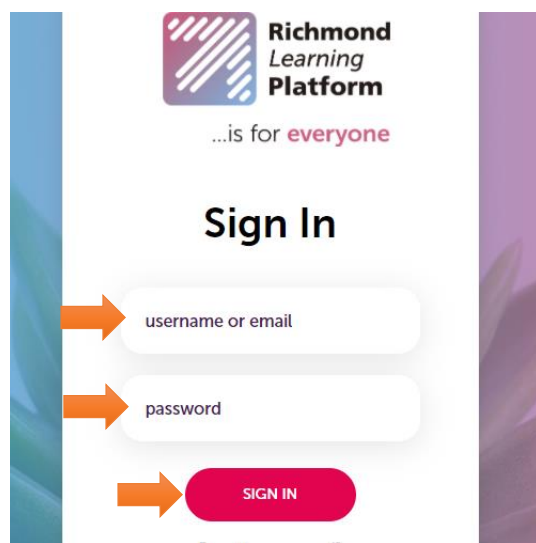 Richmond
Learning
Platform
...is for everyone
Sign In
username or email
password
SIGN IN